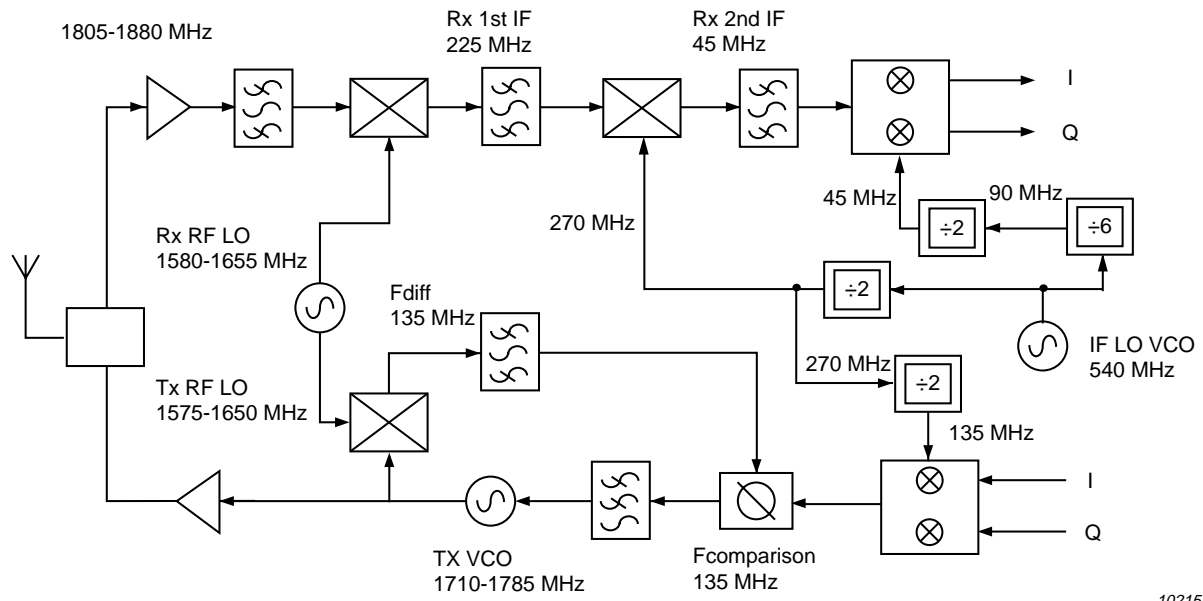 1805-1880 MHz
Rx 1st IF
225 MHz
Rx 2nd IF
45 MHz
I
Q
45 MHz
90 MHz
÷2
÷6
270 MHz
Rx RF LO
1580-1655 MHz
÷2
Fdiff
135 MHz
IF LO VCO
540 MHz
270 MHz
÷2
Tx RF LO
1575-1650 MHz
135 MHz
I
Q
TX VCO
1710-1785 MHz
Fcomparison
135 MHz
10215